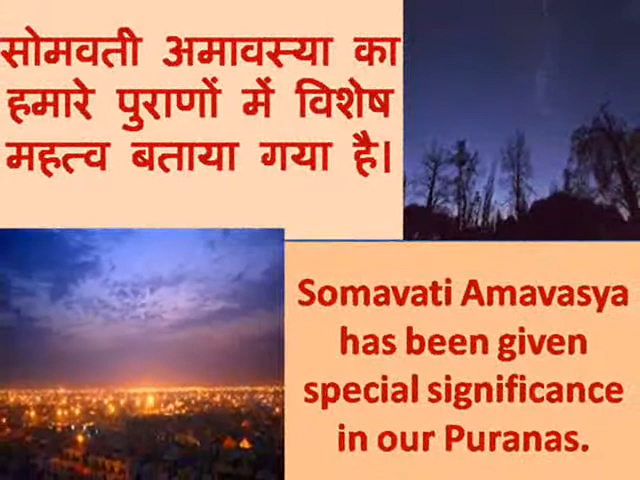 सोमवती अमावस्या का
हमारे पुराणों में विशेष
महत्व बताया गया है।
Somavati Amavasya
has been given
special significance
in our Puranas.